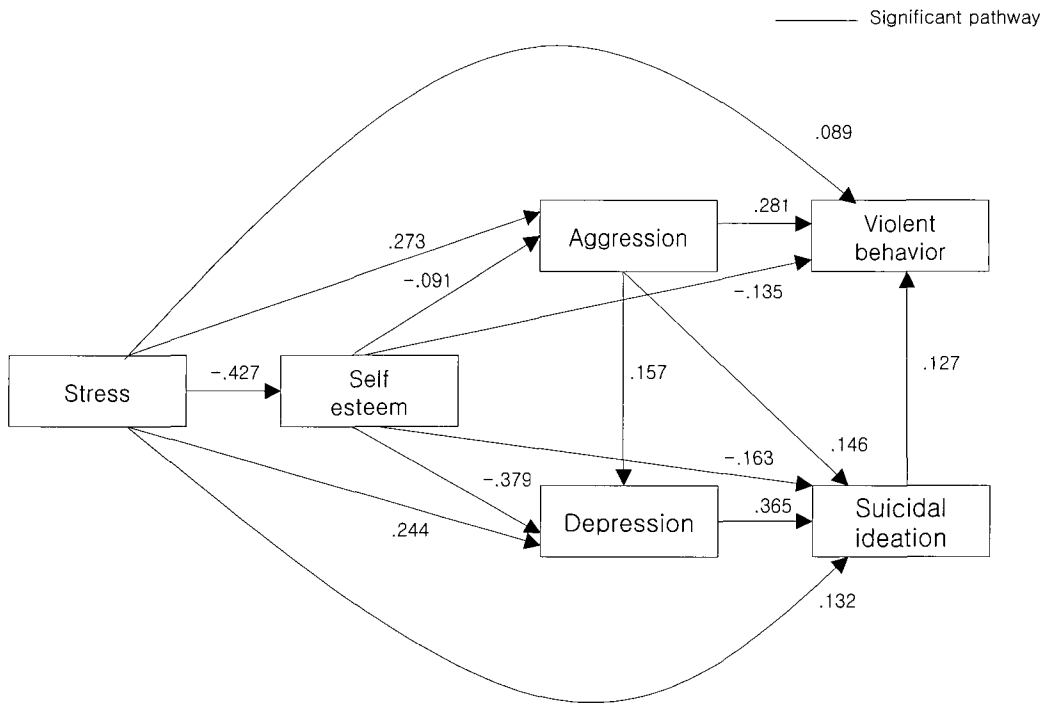 Significant pathway
.089
Aggression
.281
Violent
behavior
.273
-.091
-.135
Stress
-.427
Self
esteem
.157
.127
-.163
.146
-.379
Depression
.365
Suicidal
ideation
.244
.132